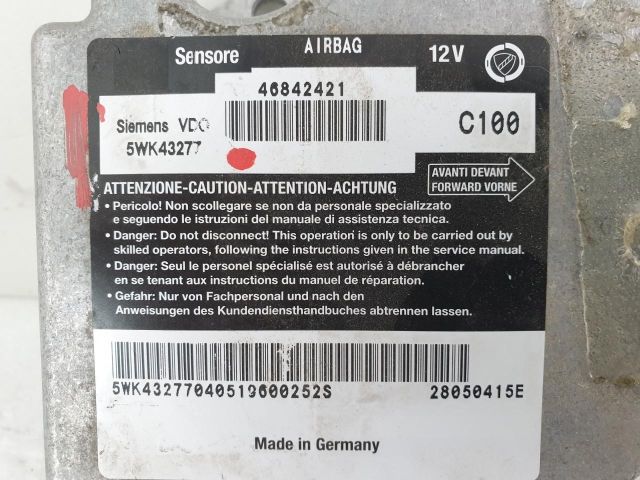 Sensore AIRBAG 12V
46842421
Siemens VDO C100
5WK43277
AVANTI DEVANT
FORWARD VORNE
ATTENZIONE-CAUTION-ATTENTION-ACHTUNG
• Pericolo! Non scollegare se non da personale specializzato
e seguendo le istruzioni del manuale di assistenza tecnica.
• Danger: Do not disconnect! This operation is only to be carried out by
skilled operators, following the instructions given in the service manual.
• Danger: Seul le personel spécialisé est autorisé à débrancher
en se tenant aux instructions du manuel de réparation.
• Gefahr: Nur von Fachpersonal und nach den
Anweisungen des Kundendiensthandbuches abtrennen lassen.
5WK43277040519600252S 28050415E
Made in Germany